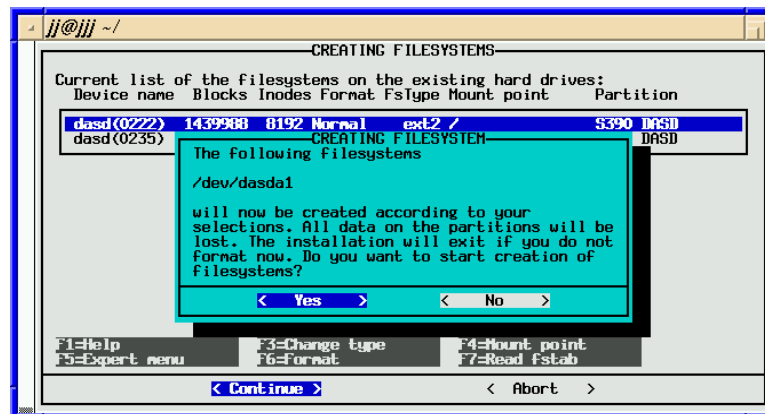 jj@jjj ~/
CREATING FILESYSTEMS
Current list of the filesystems on the existing hard drives:
Device name Blocks Inodes Format FsType Mount point Partition
dasd(0222) 1439988 8192 Normal ext2 / S390 DASD
dasd(0235) DASD
CREATING FILESYSTEM
The following filesystems
/dev/dasda1
will now be created according to your
selections. All data on the partitions will be
lost. The installation will exit if you do not
format now. Do you want to start creation of
filesystems?
< Yes > < No >
F1=Help F3=Change type F4=Mount point
F5=Expert menu F6=Format F7=Read fstab
< Continue > < Abort >